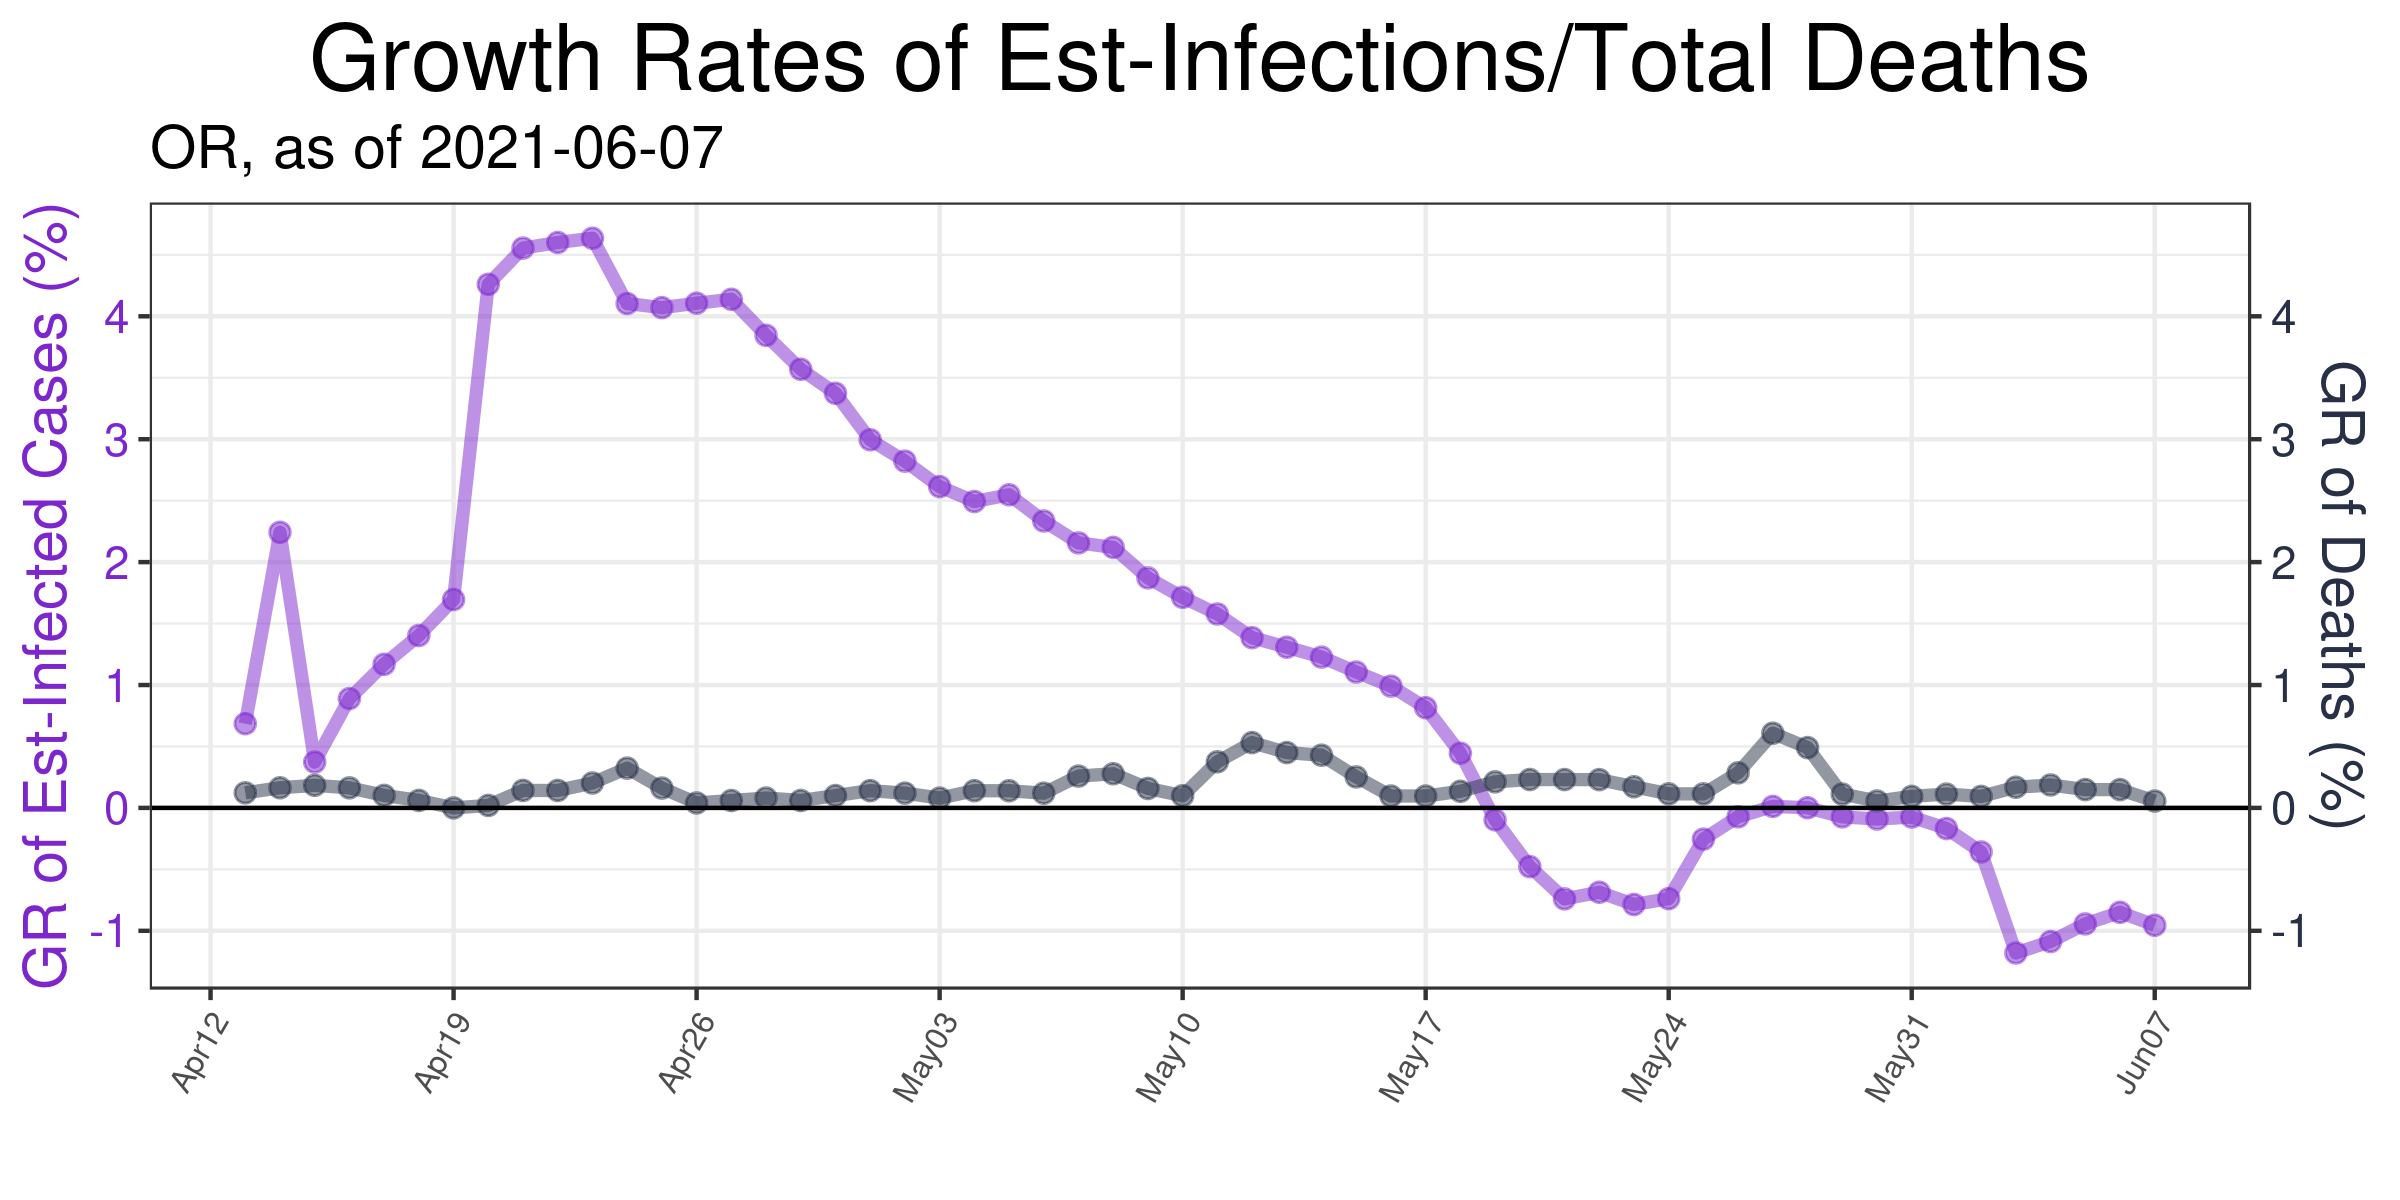 Growth Rates of Est-Infections/Total Deaths
OR, as of 2021-06-07
GR of Est-Infected Cases (%)
4
3
2
1
0
-1
4
3
2
1
0
-1
GR of Deaths (%)
Apr12
Apr19
Apr26
May03
May10
May17
May24
May31
Jun07